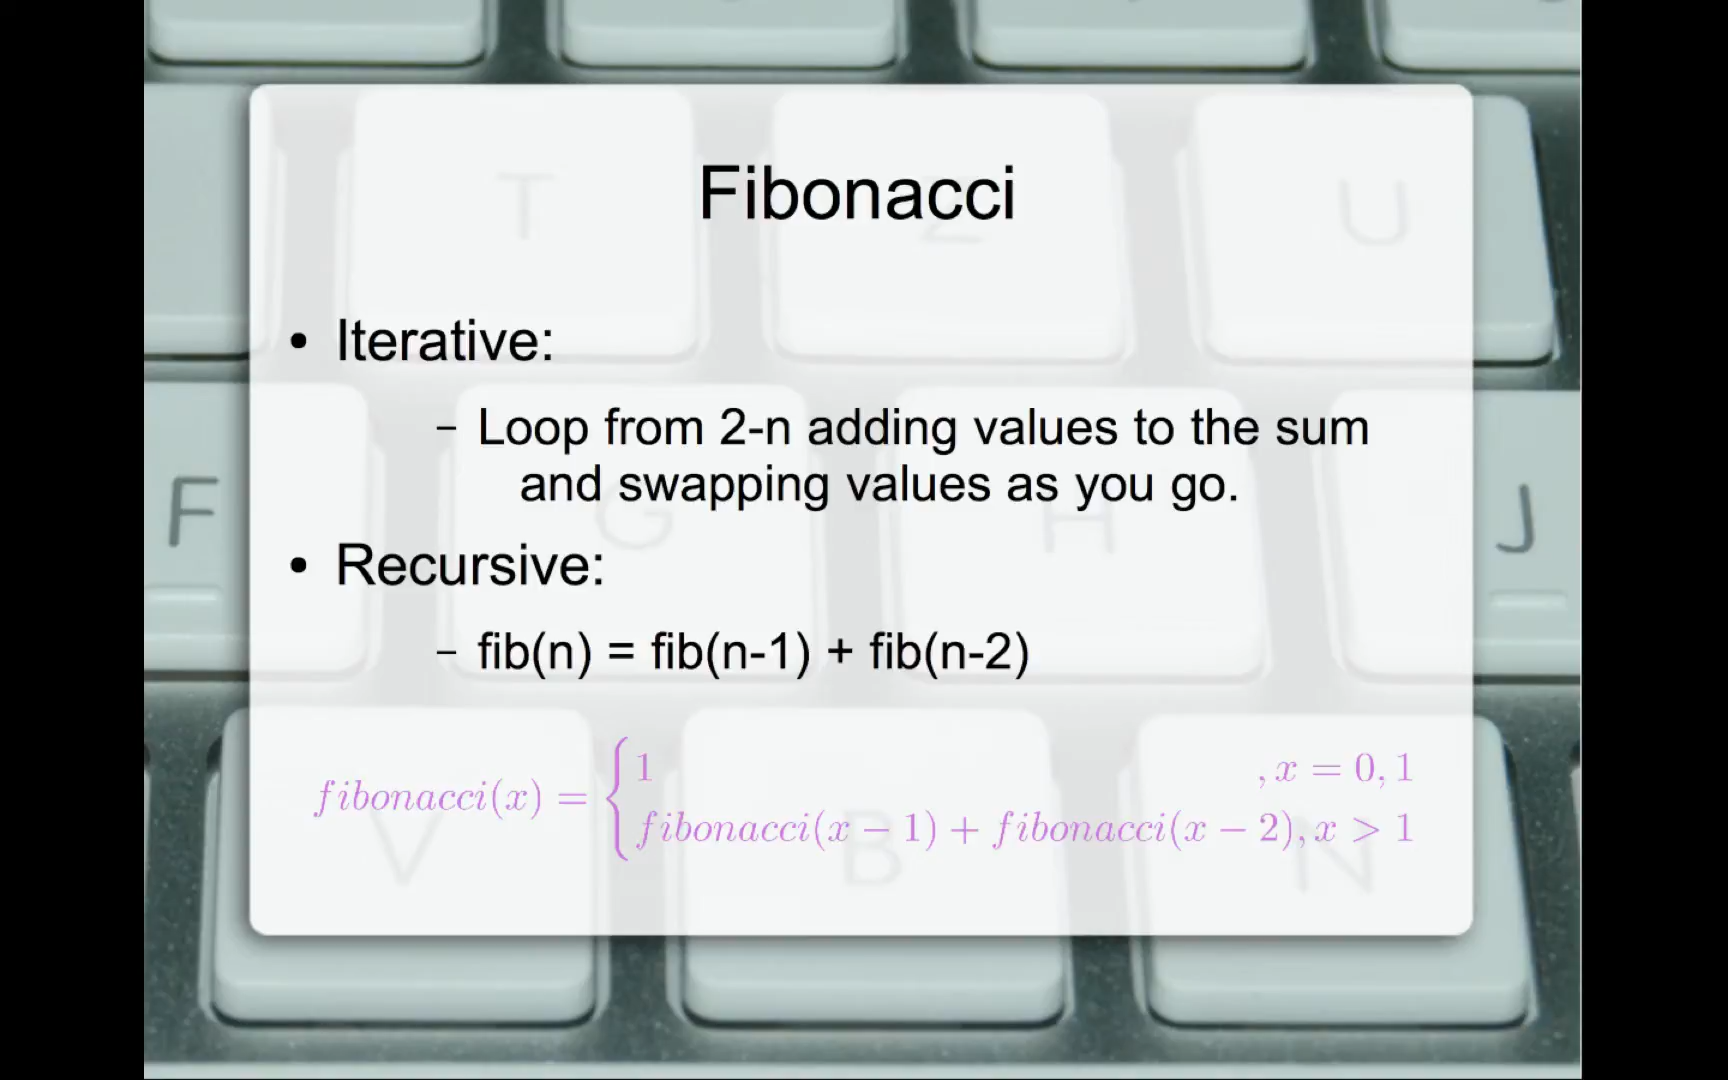 Fibonacci
• Iterative:
– Loop from 2-n adding values to the sum
and swapping values as you go.
• Recursive:
– fib(n) = fib(n-1) + fib(n-2)
fibonacci(x) = { 1 , x = 0, 1
fibonacci(x − 1) + fibonacci(x − 2), x > 1
T
Z
U
F
G
H
J
V
B
N